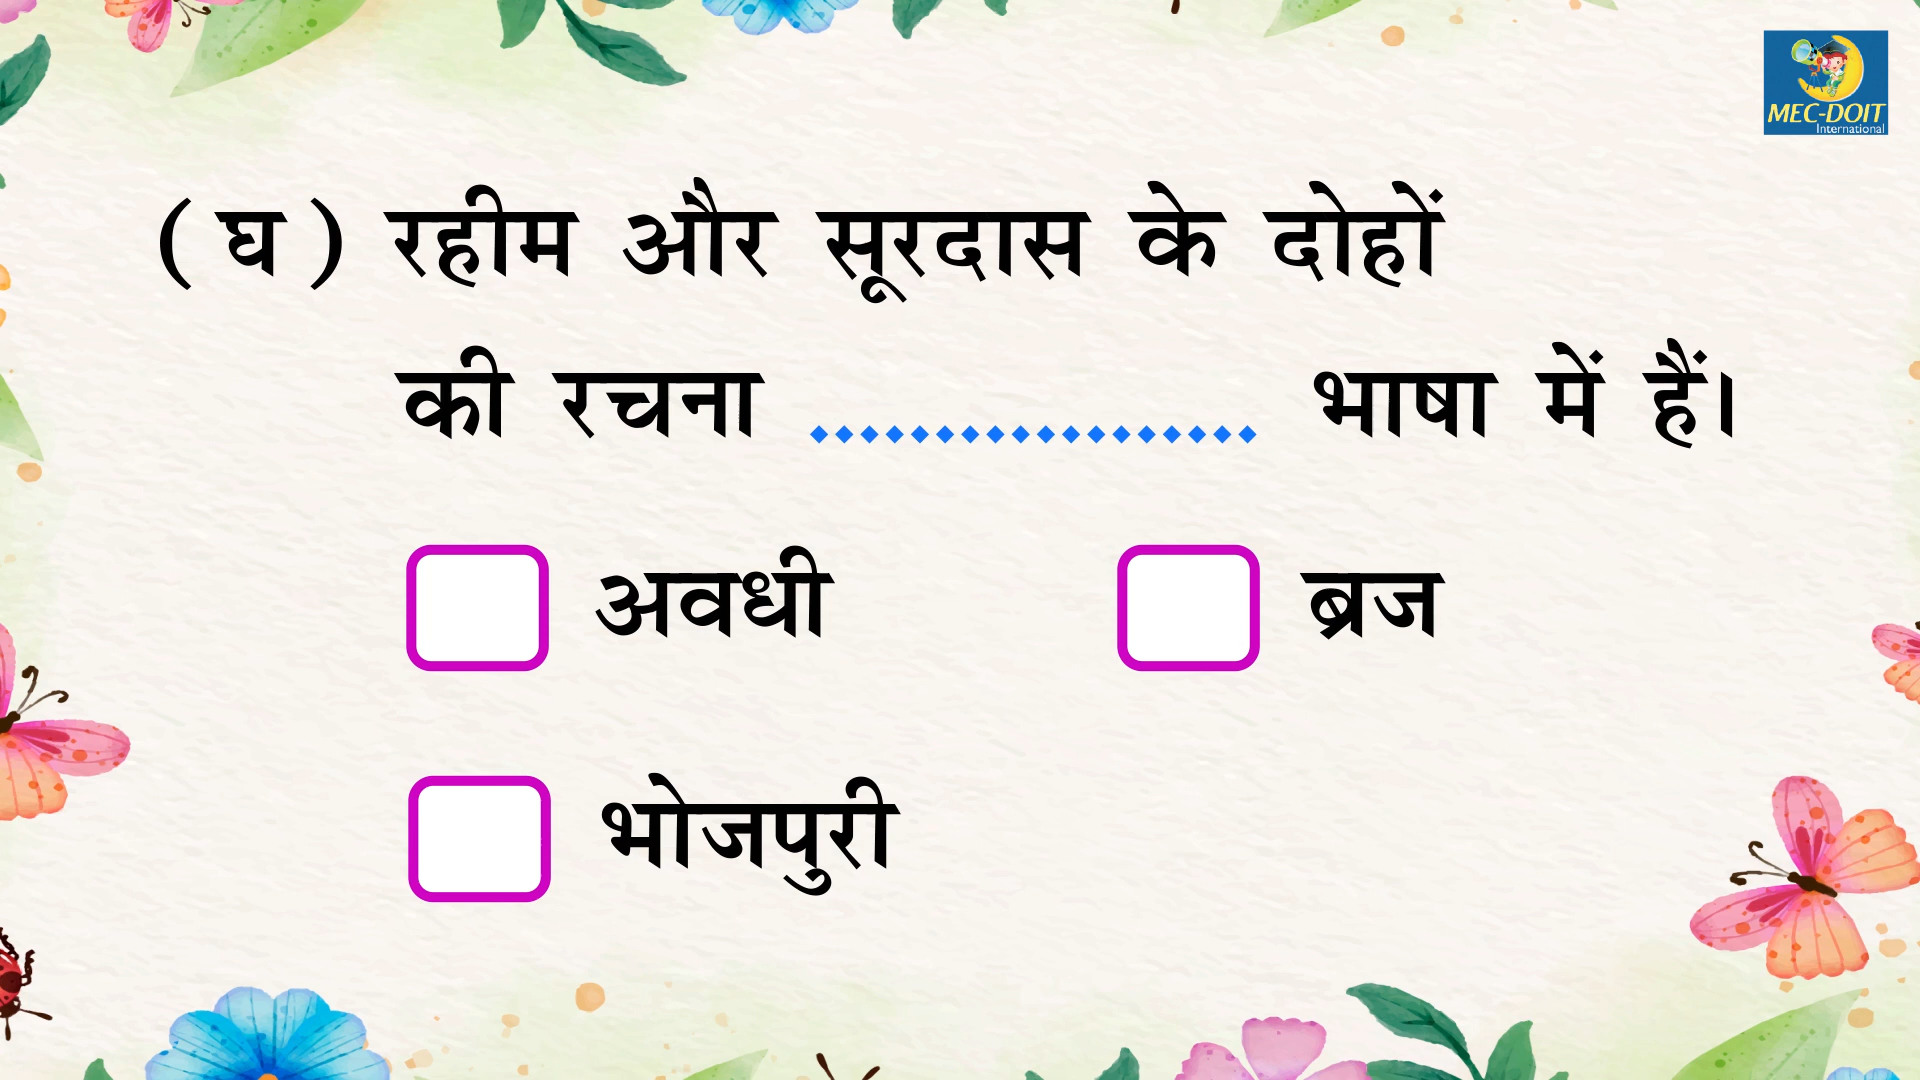 MEC-DOIT
International
( घ ) रहीम और सूरदास के दोहों
की रचना .................. भाषा में हैं।
अवधी
ब्रज
भोजपुरी